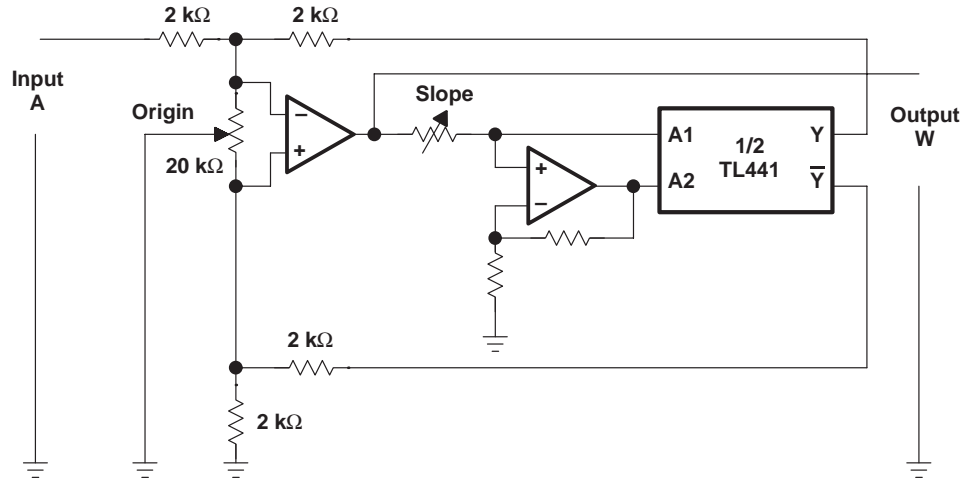 2 kΩ
2 kΩ
Input
A
Origin
20 kΩ
−
+
Slope
+
−
A1
A2
1/2
TL441
Y
Y̅
Output
W
2 kΩ
2 kΩ